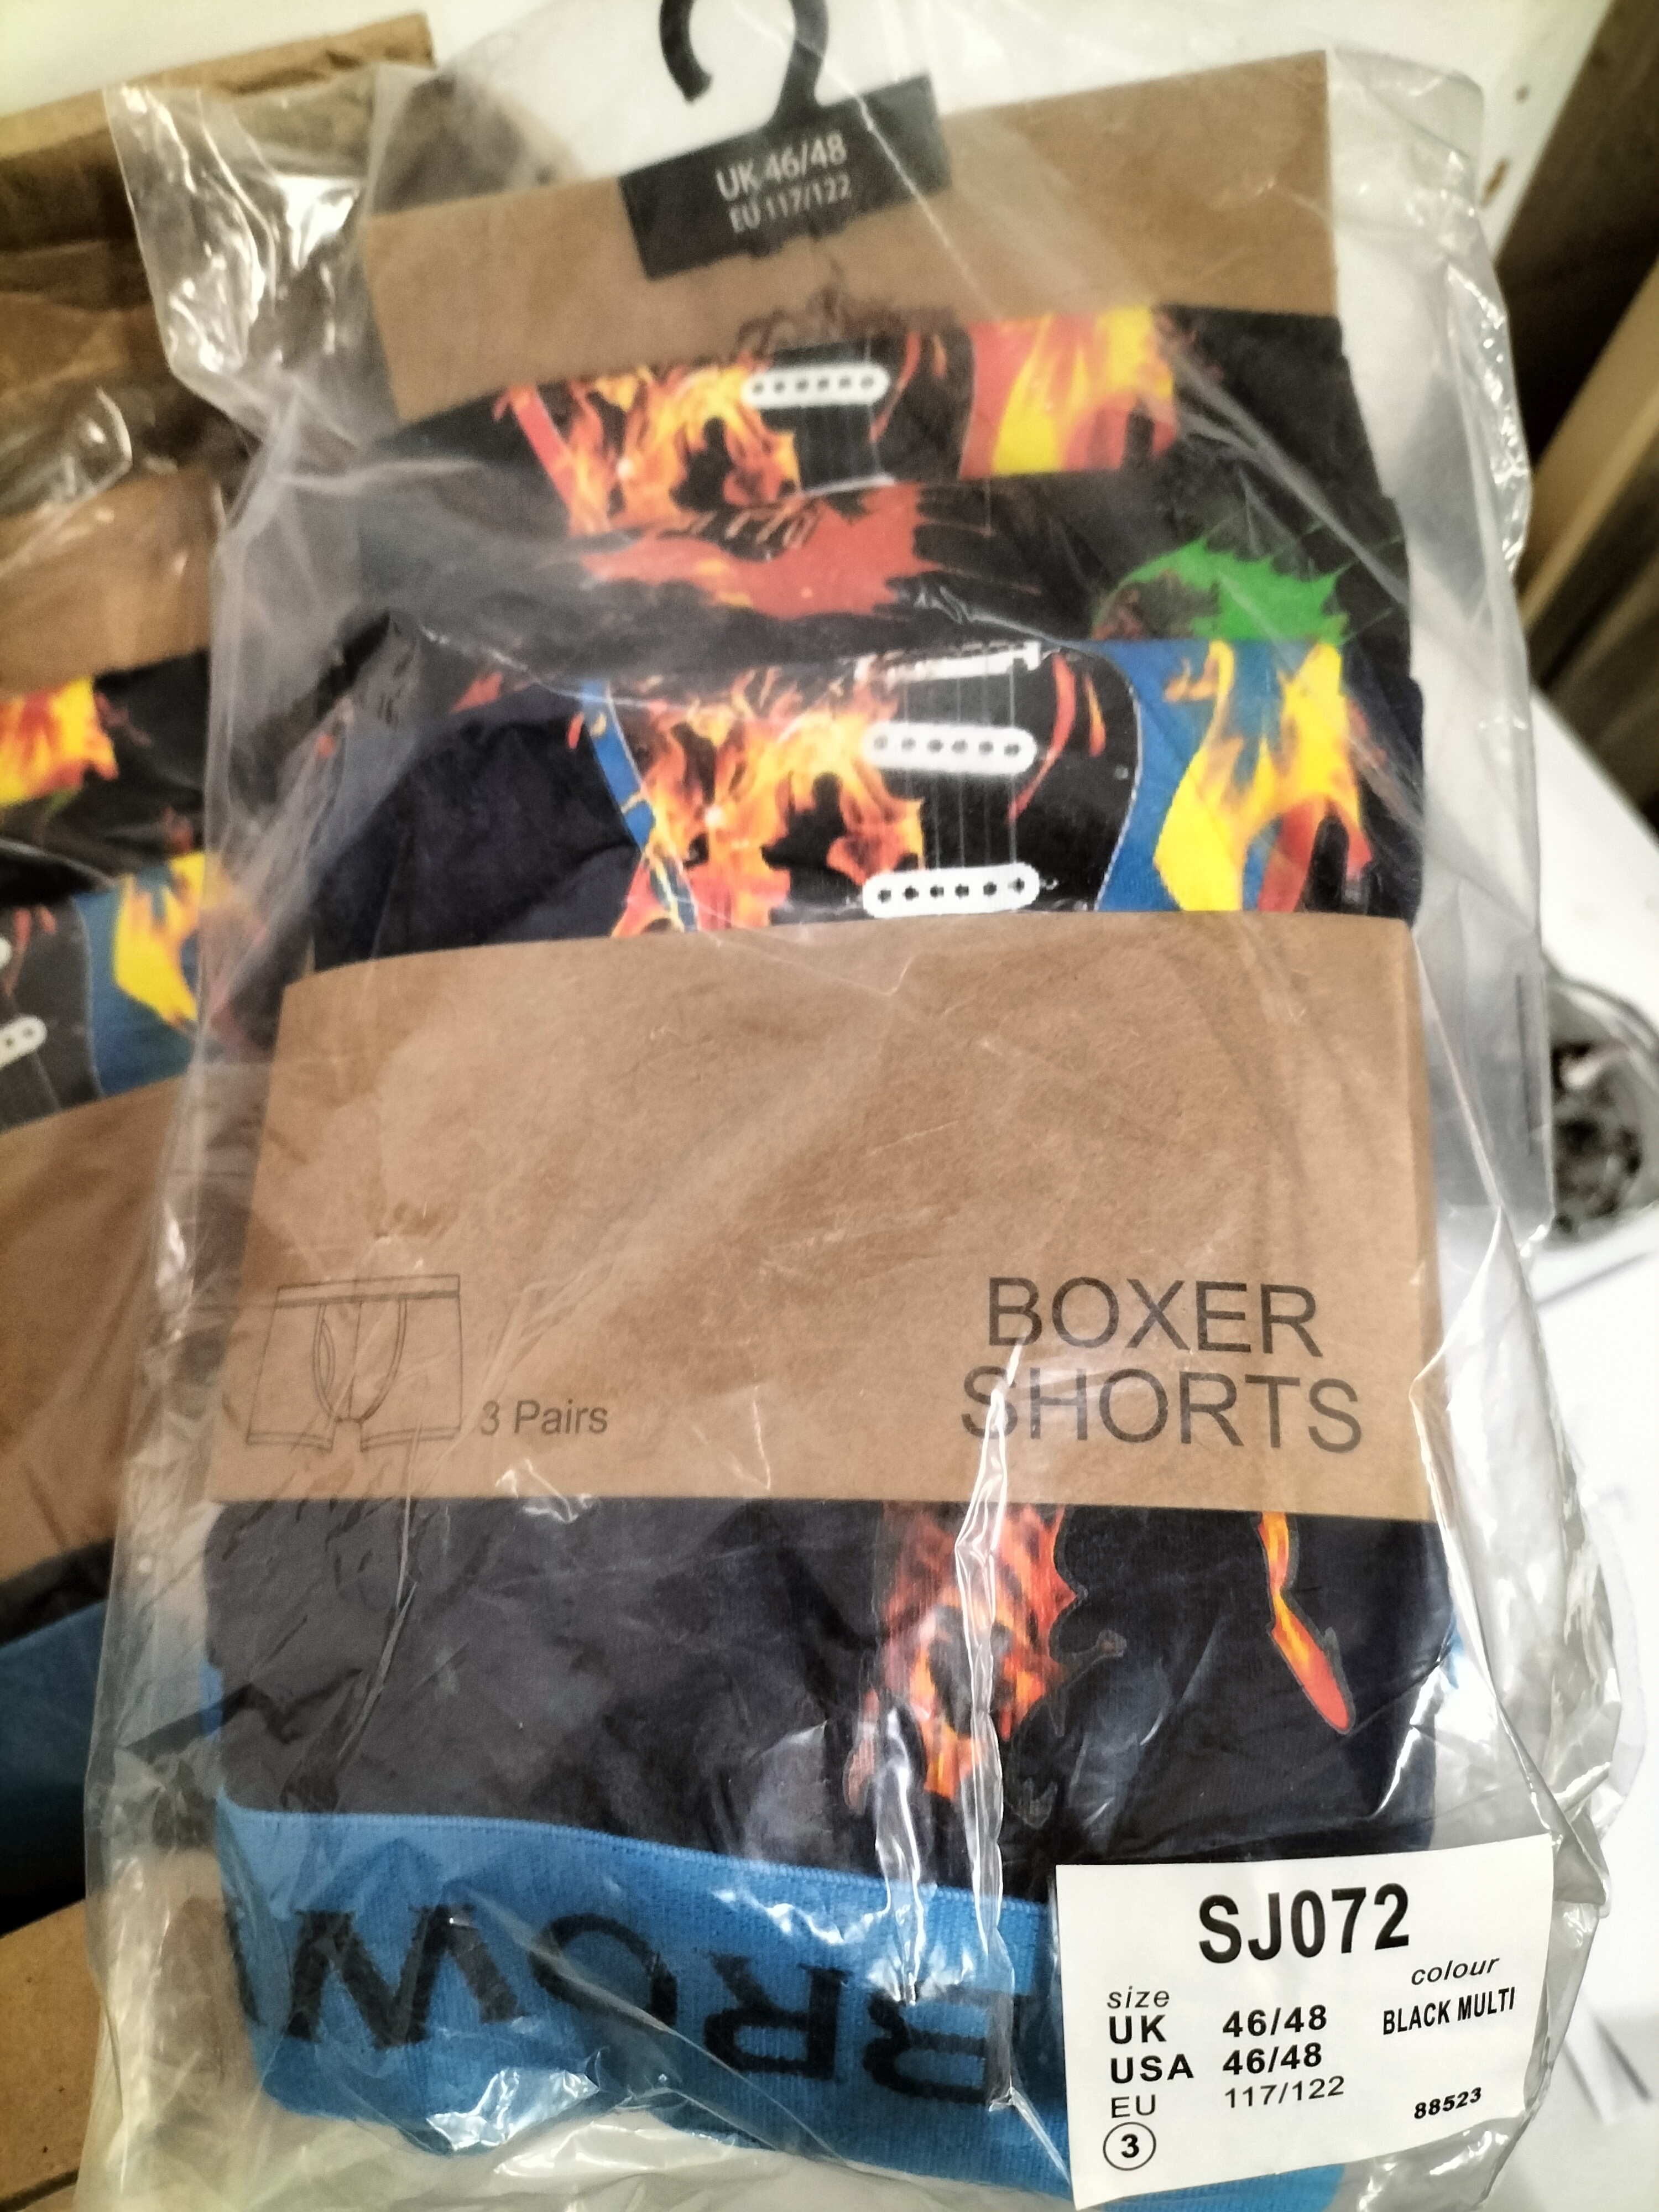 UK 46/48
EU 117/122
3 Pairs
BOXER
SHORTS
SJ072
size
colour
UK 46/48
BLACK MULTI
USA 46/48
EU 117/122
88523
3